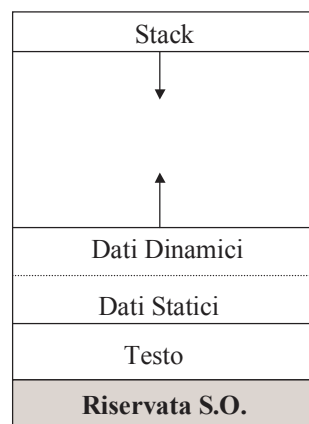 Stack
Dati Dinamici
Dati Statici
Testo
Riservata S.O.